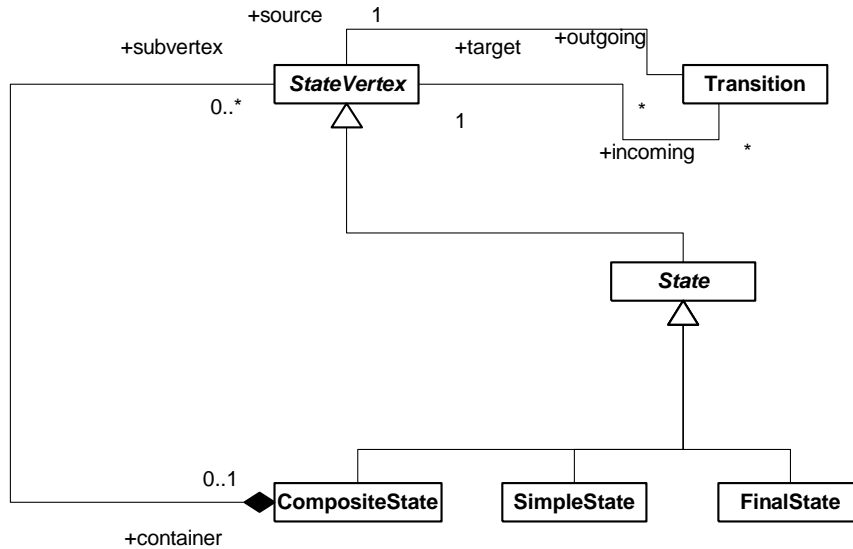 +source
1
+subvertex
+target
+outgoing
StateVertex
Transition
0..*
1
*
+incoming
*
State
0..1
CompositeState
SimpleState
FinalState
+container